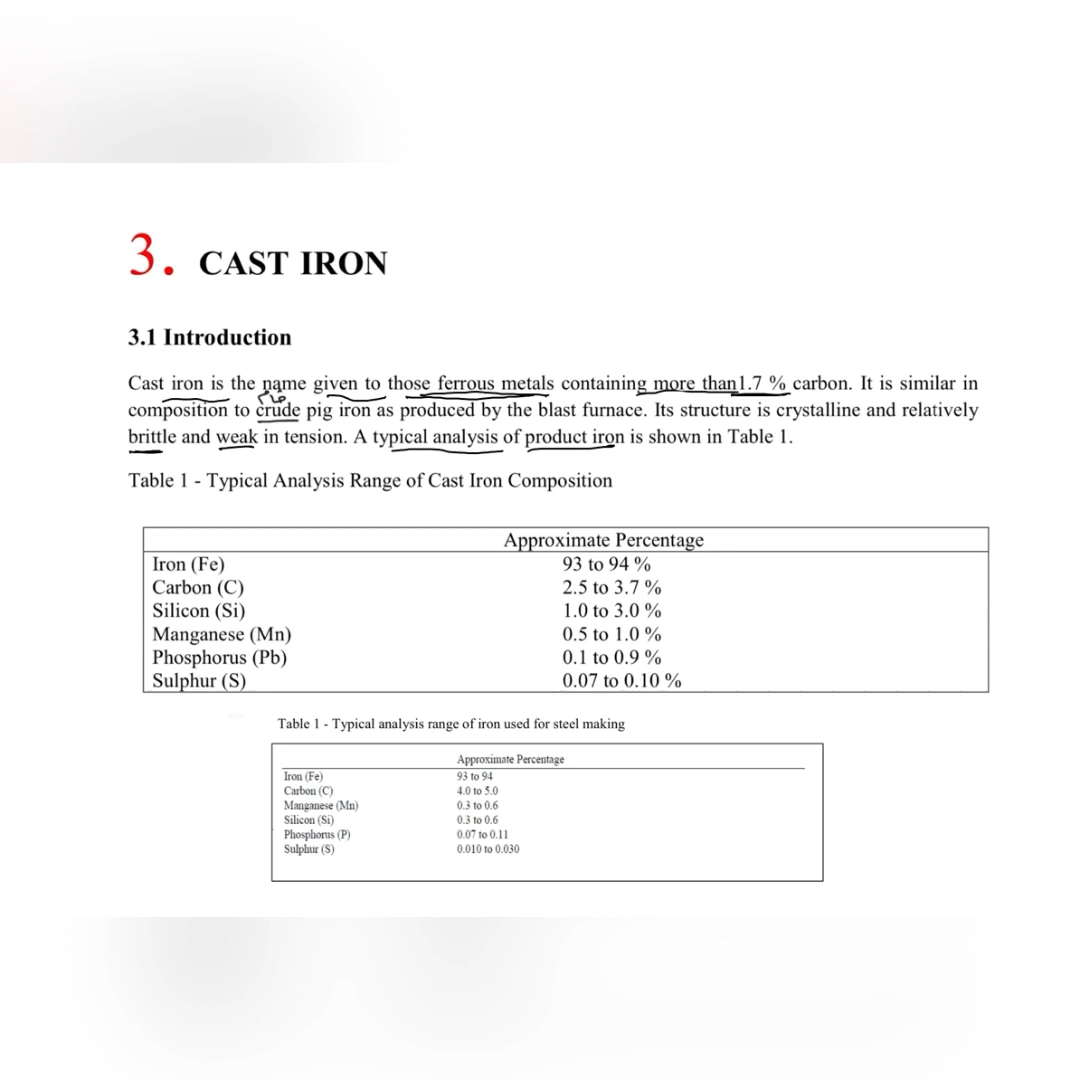 3. CAST IRON
3.1 Introduction
Cast iron is the name given to those ferrous metals containing more than1.7 % carbon. It is similar in
خام
composition to crude pig iron as produced by the blast furnace. Its structure is crystalline and relatively
brittle and weak in tension. A typical analysis of product iron is shown in Table 1.
Table 1 - Typical Analysis Range of Cast Iron Composition
Approximate Percentage
Iron (Fe) 93 to 94 %
Carbon (C) 2.5 to 3.7 %
Silicon (Si) 1.0 to 3.0 %
Manganese (Mn) 0.5 to 1.0 %
Phosphorus (Pb) 0.1 to 0.9 %
Sulphur (S) 0.07 to 0.10 %
Table 1 - Typical analysis range of iron used for steel making
Approximate Percentage
Iron (Fe) 93 to 94
Carbon (C) 4.0 to 5.0
Manganese (Mn) 0.3 to 0.6
Silicon (Si) 0.3 to 0.6
Phosphorus (P) 0.07 to 0.11
Sulphur (S) 0.010 to 0.030